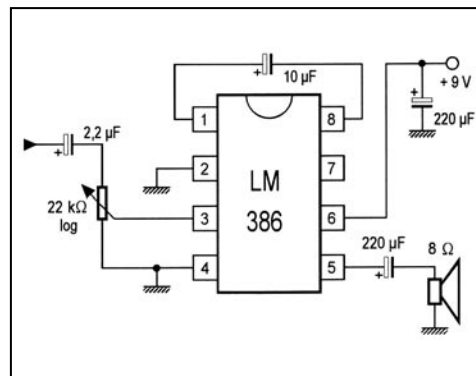 10 µF
+
+ 9 V
+
220 µF
2,2 µF
+
1
8
2
7
LM
386
22 kΩ
log
3
6
4
5
220 µF
+
8 Ω